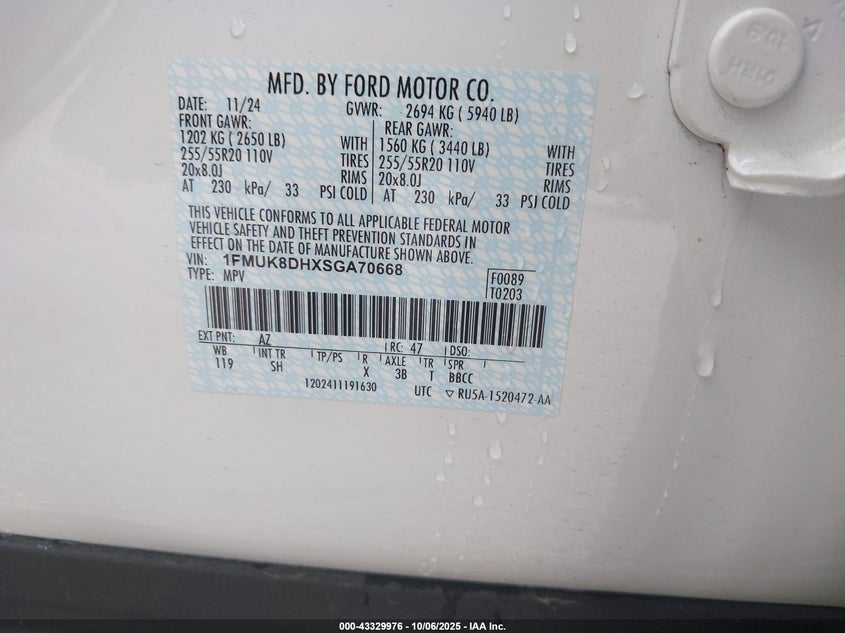 MFD. BY FORD MOTOR CO.
DATE: 11/24 GVWR: 2694 KG ( 5940 LB)
FRONT GAWR: REAR GAWR:
1202 KG ( 2650 LB) WITH 1560 KG ( 3440 LB) WITH
255/55R20 110V TIRES 255/55R20 110V TIRES
20x8.0J RIMS 20x8.0J RIMS
AT 230 kPa/ 33 PSI COLD AT 230 kPa/ 33 PSI COLD
THIS VEHICLE CONFORMS TO ALL APPLICABLE FEDERAL MOTOR
VEHICLE SAFETY AND THEFT PREVENTION STANDARDS IN
EFFECT ON THE DATE OF MANUFACTURE SHOWN ABOVE.
VIN: 1FMUK8DHXSGA70668
TYPE: MPV
F0089
T0203
EXT PNT: AZ RC: 47 DSO:
WB INT TR TP/PS R AXLE TR SPR
119 SH X 3B T BBCC
1202411191630 UTC ▽ RU5A-1520472-AA
000-43329976 - 10/06/2025 - IAA Inc.